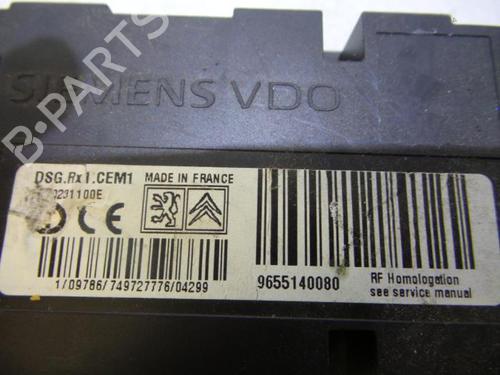 B-PARTS
SIEMENS VDO
DSG.Rx1.CEM1 MADE IN FRANCE
CE
1/09786/749727776/04299
9655140080
RF Homologation
see service manual